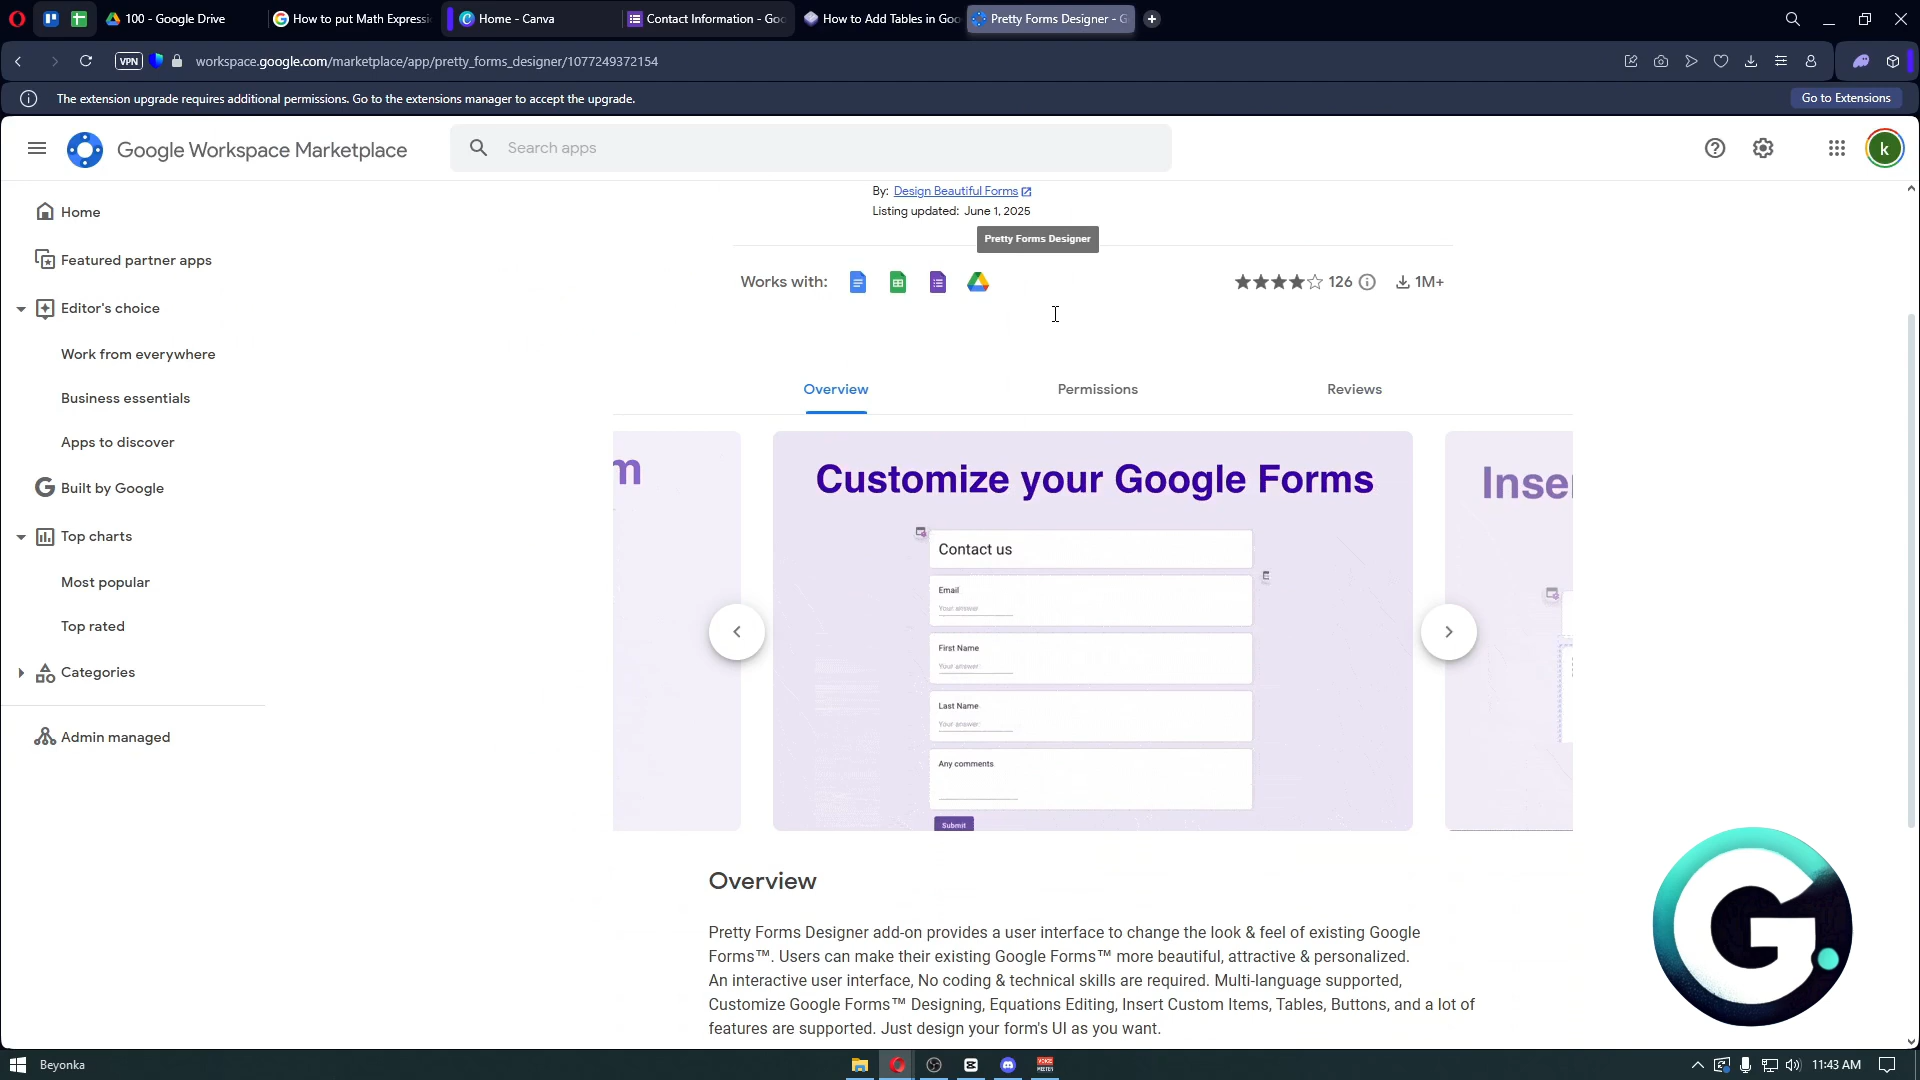 100 - Google Drive
How to put Math Expressi
Home - Canva
Contact Information - Goo
How to Add Tables in Goo
Pretty Forms Designer - G
VPN
workspace.google.com/marketplace/app/pretty_forms_designer/1077249372154
The extension upgrade requires additional permissions. Go to the extensions manager to accept the upgrade.
Go to Extensions
Google Workspace Marketplace
Search apps
k
By: Design Beautiful Forms
Listing updated: June 1, 2025
Pretty Forms Designer
Works with:
126
1M+
Home
Featured partner apps
Editor's choice
Work from everywhere
Business essentials
Apps to discover
Built by Google
Top charts
Most popular
Top rated
Categories
Admin managed
Overview
Permissions
Reviews
m
Customize your Google Forms
Contact us
Email
Your answer
First Name
Your answer
Last Name
Your answer
Any comments
Submit
Inse
Overview
Pretty Forms Designer add-on provides a user interface to change the look & feel of existing Google
Forms™. Users can make their existing Google Forms™ more beautiful, attractive & personalized.
An interactive user interface, No coding & technical skills are required. Multi-language supported,
Customize Google Forms™ Designing, Equations Editing, Insert Custom Items, Tables, Buttons, and a lot of
features are supported. Just design your form's UI as you want.
G
Beyonka
11:43 AM